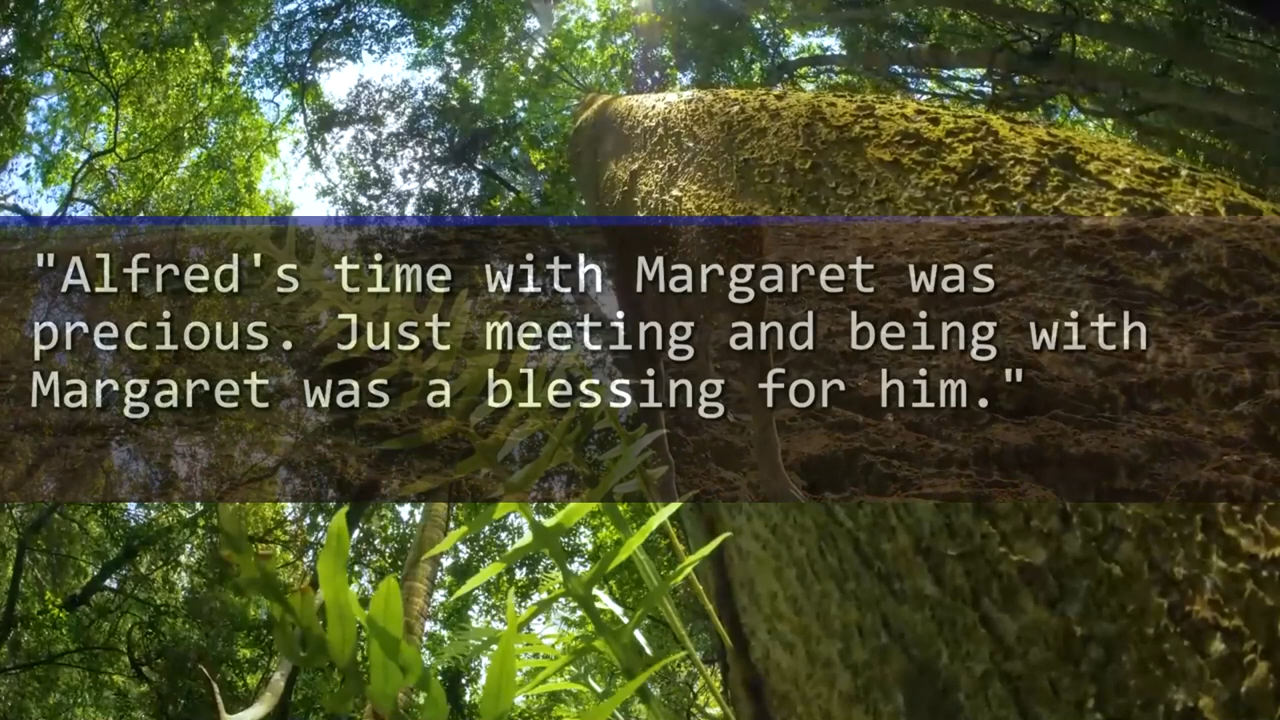 "Alfred's time with Margaret was
precious. Just meeting and being with
Margaret was a blessing for him."